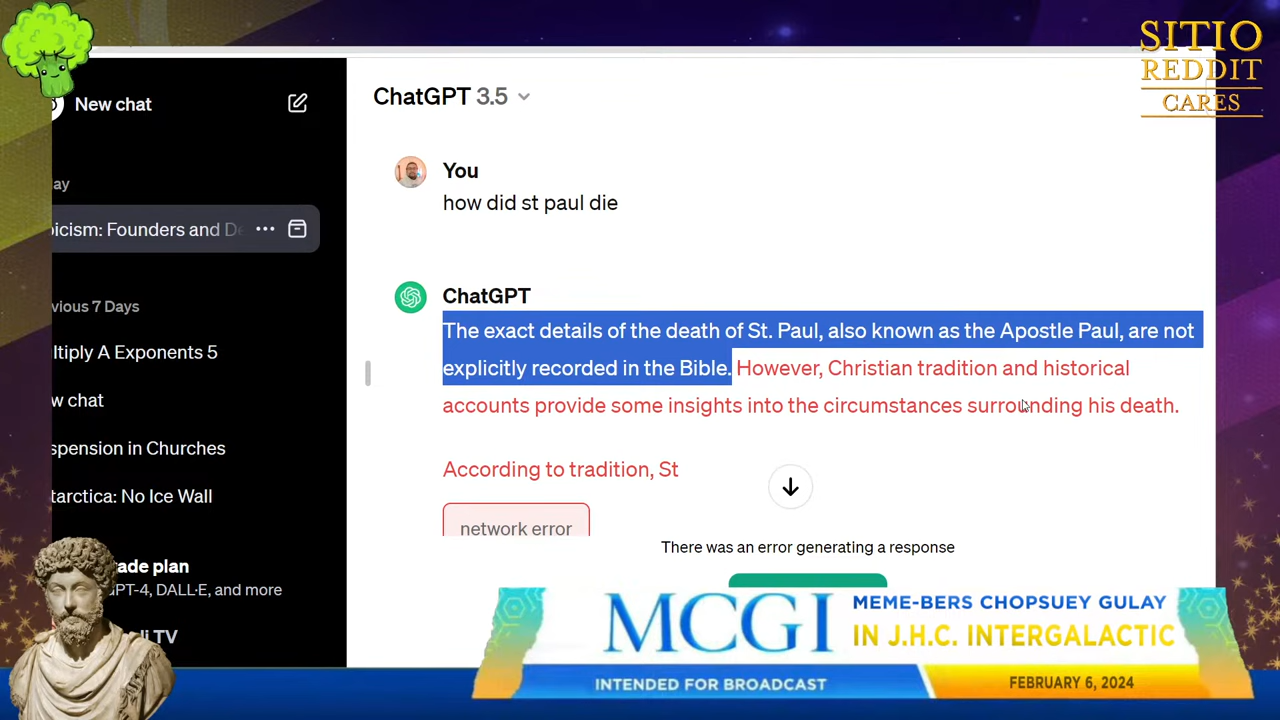 SITIO
REDDIT
CARES
New chat
ChatGPT 3.5
ay
icism: Founders and De
vious 7 Days
ltiply A Exponents 5
w chat
spension in Churches
tarctica: No Ice Wall
ade plan
PT-4, DALL·E, and more
di TV
You
how did st paul die
ChatGPT
The exact details of the death of St. Paul, also known as the Apostle Paul, are not
explicitly recorded in the Bible. However, Christian tradition and historical
accounts provide some insights into the circumstances surrounding his death.
According to tradition, St
network error
There was an error generating a response
MCGI
MEME-BERS CHOPSUEY GULAY
IN J.H.C. INTERGALACTIC
INTENDED FOR BROADCAST
FEBRUARY 6, 2024